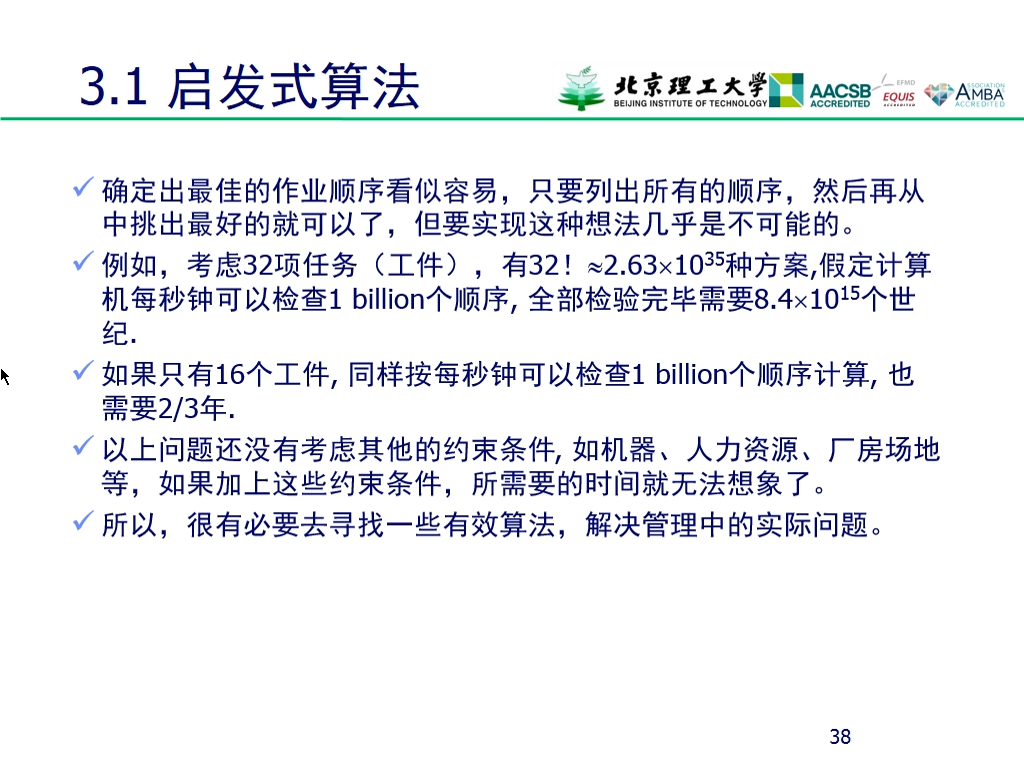 3.1 启发式算法
北京理工大学
BEIJING INSTITUTE OF TECHNOLOGY
AACSB
ACCREDITED
EFMD
EQUIS
ACCREDITED
ASSOCIATION
AMBA
ACCREDITED
✓ 确定出最佳的作业顺序看似容易，只要列出所有的顺序，然后再从
中挑出最好的就可以了，但要实现这种想法几乎是不可能的。
✓ 例如，考虑32项任务（工件），有32！≈2.63×10³⁵种方案,假定计算
机每秒钟可以检查1 billion个顺序, 全部检验完毕需要8.4×10¹⁵个世
纪.
✓ 如果只有16个工件, 同样按每秒钟可以检查1 billion个顺序计算, 也
需要2/3年.
✓ 以上问题还没有考虑其他的约束条件, 如机器、人力资源、厂房场地
等，如果加上这些约束条件，所需要的时间就无法想象了。
✓ 所以，很有必要去寻找一些有效算法，解决管理中的实际问题。
38